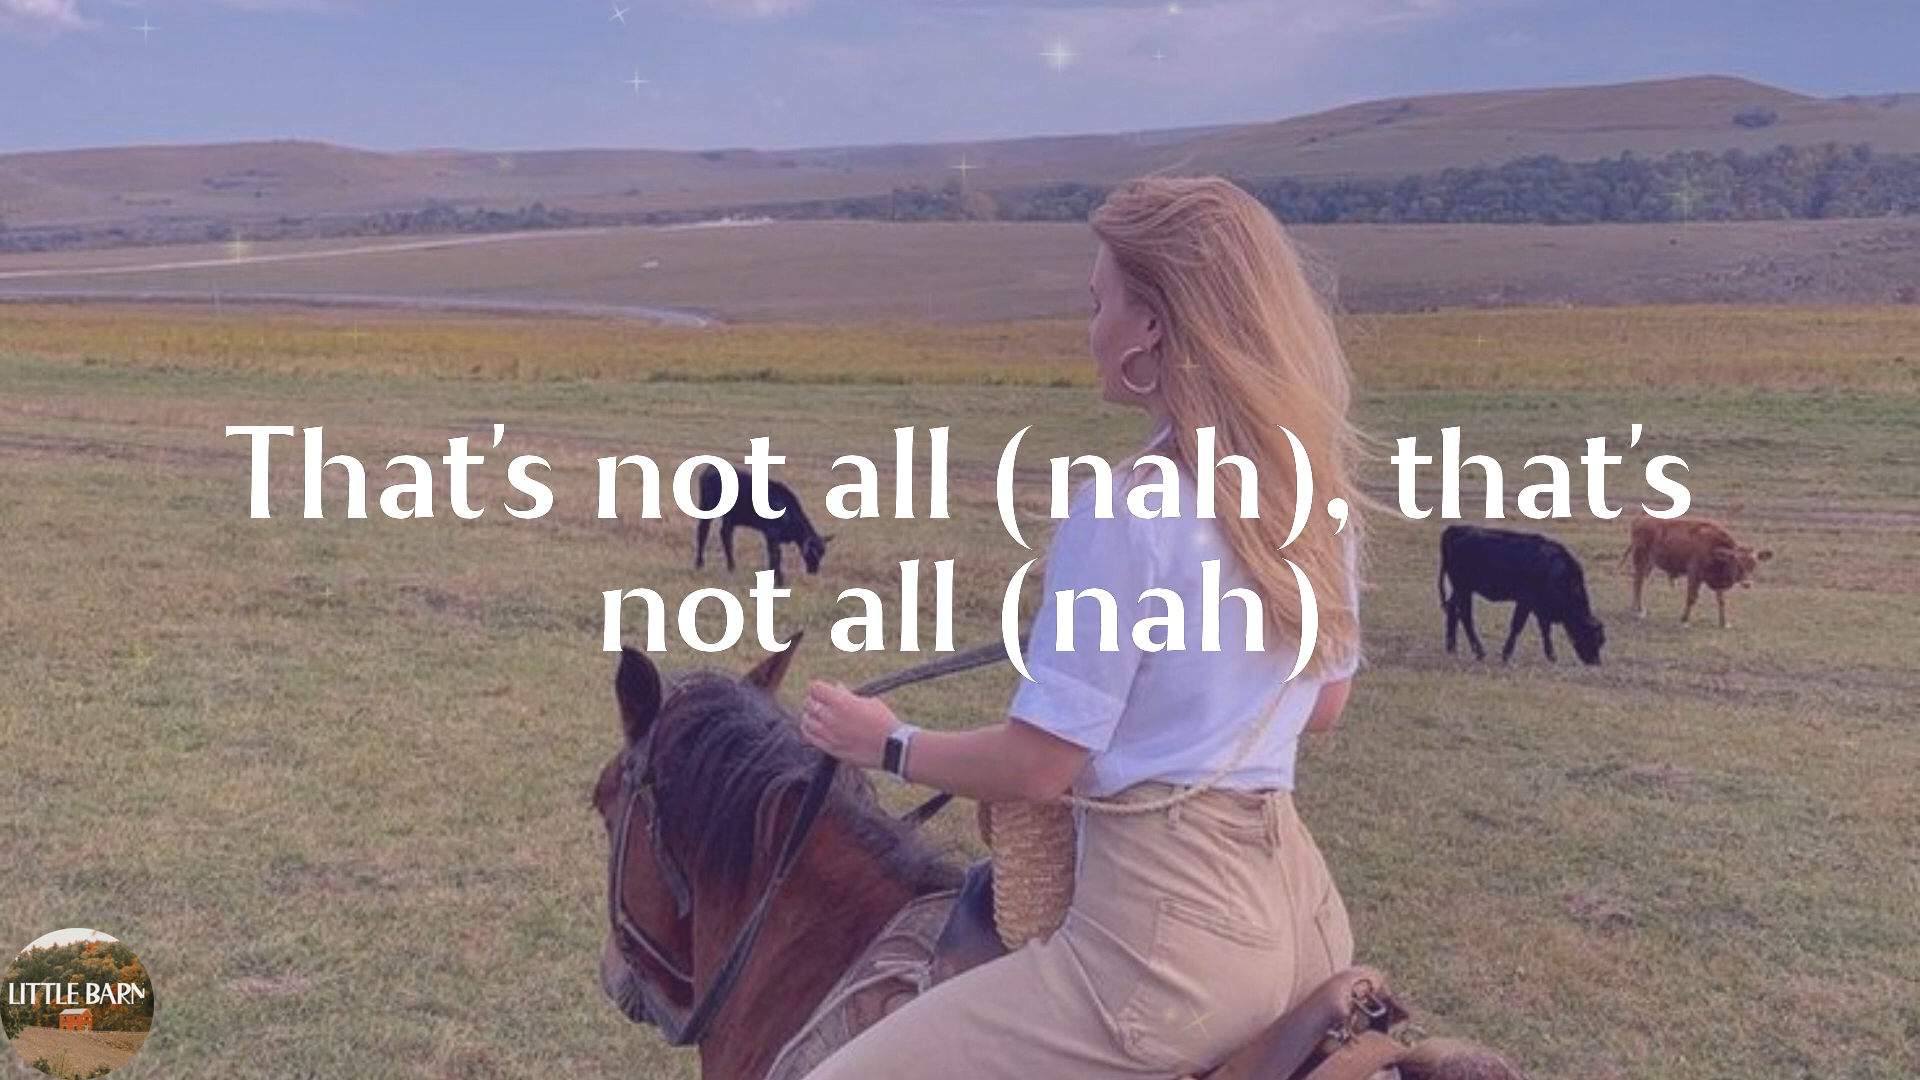 That's not all (nah), that's
not all (nah)
LITTLE BARN